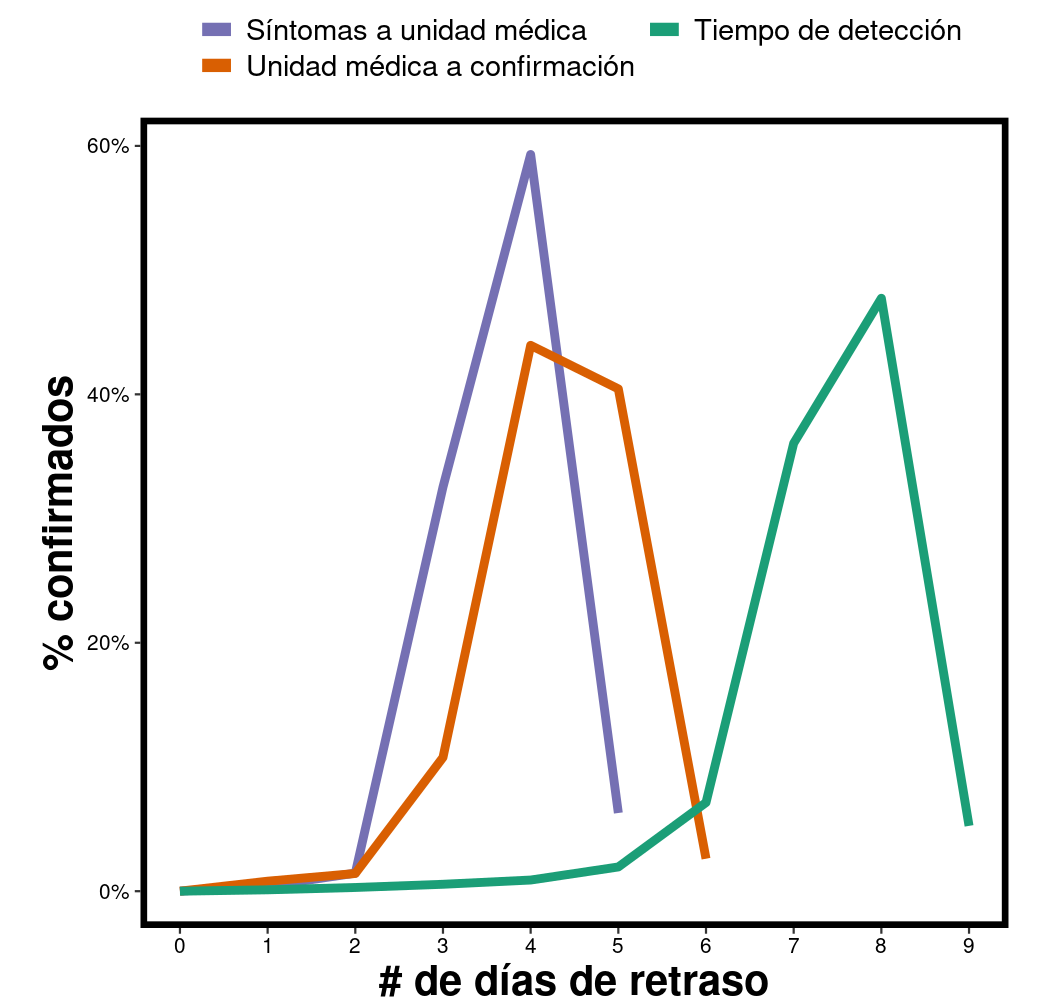 Síntomas a unidad médica
Tiempo de detección
Unidad médica a confirmación
60%
40%
20%
0%
% confirmados
0 1 2 3 4 5 6 7 8 9
# de días de retraso